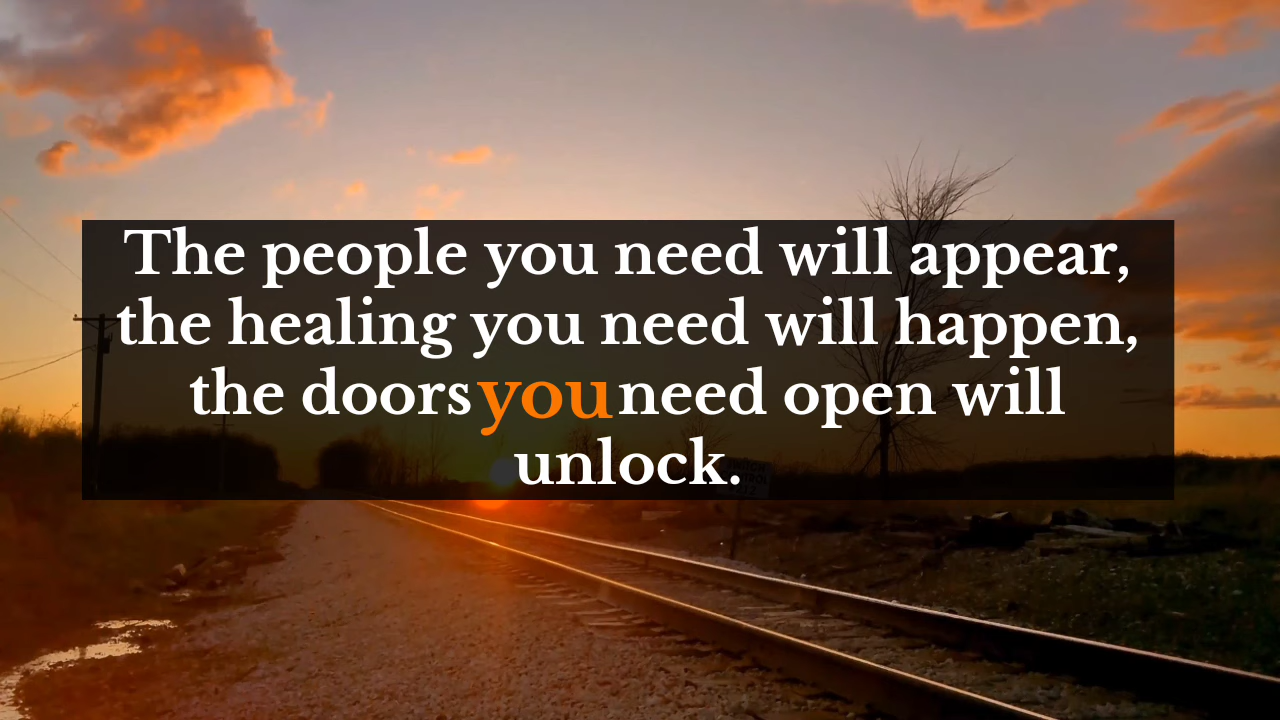 The people you need will appear,
the healing you need will happen,
the doors you need open will
unlock.